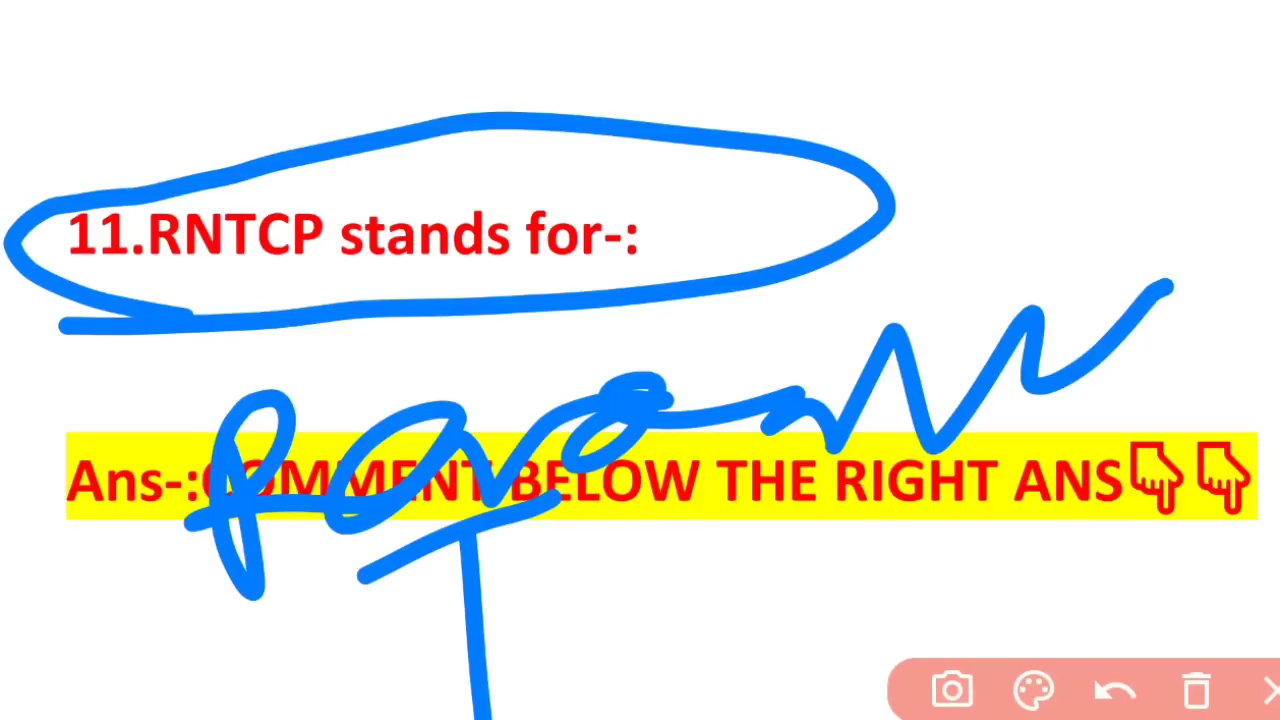 11.RNTCP stands for-:
Ans-:COMMENT BELOW THE RIGHT ANS👇👇